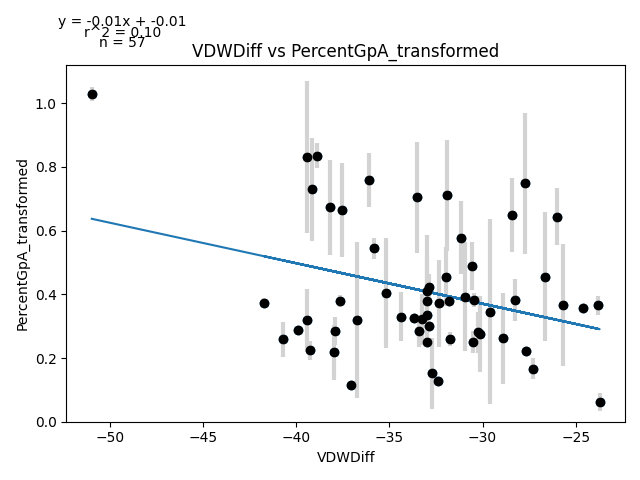 y = -0.01x + -0.01
r^2 = 0.10
n = 57
VDWDiff vs PercentGpA_transformed
1.0
0.8
0.6
0.4
0.2
0.0
PercentGpA_transformed
−50
−45
−40
−35
−30
−25
VDWDiff